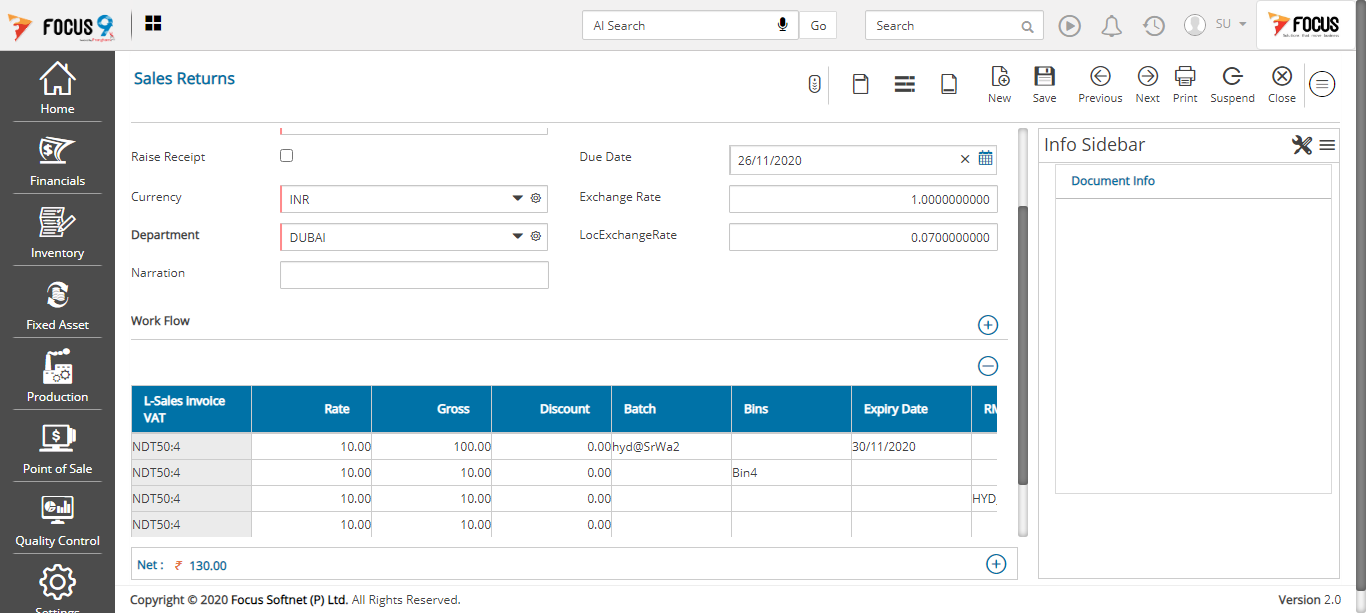 FOCUS 9
AI Search
Go
Search
SU
FOCUS
Home
Financials
Inventory
Fixed Asset
Production
Point of Sale
Quality Control
Settings
Sales Returns
New
Save
Previous
Next
Print
Suspend
Close
Raise Receipt
Due Date
26/11/2020
Currency
INR
Exchange Rate
1.0000000000
Department
DUBAI
LocExchangeRate
0.0700000000
Narration
Work Flow
L-Sales Invoice VAT Rate Gross Discount Batch Bins Expiry Date
NDT50:4 10.00 100.00 0.00 hyd@SrWa2 30/11/2020
NDT50:4 10.00 10.00 0.00 Bin4
NDT50:4 10.00 10.00 0.00 HYD
NDT50:4 10.00 10.00 0.00
Net : ₹ 130.00
Info Sidebar
Document Info
Copyright © 2020 Focus Softnet (P) Ltd. All Rights Reserved.
Version 2.0